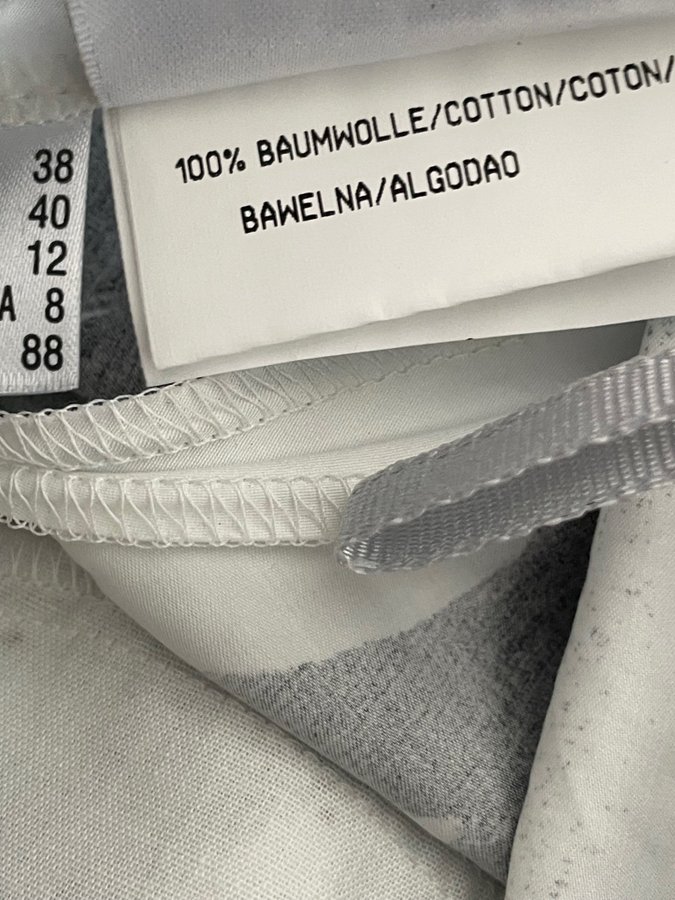 38
40
12
A 8
88
100% BAUMWOLLE/COTTON/COTON/
BAWELNA/ALGODAO